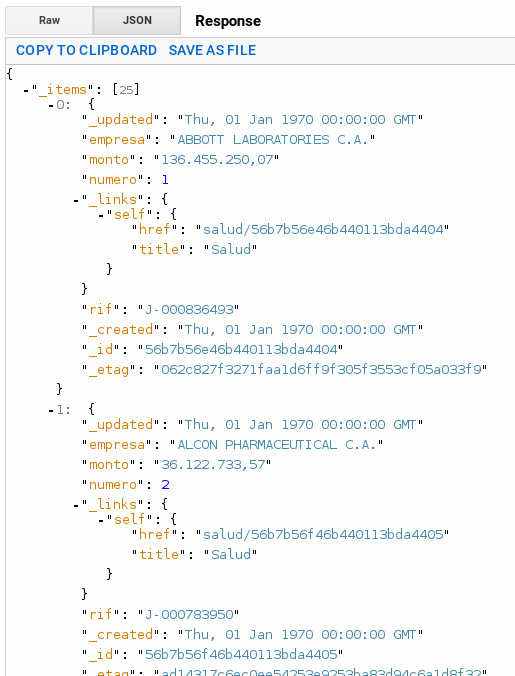 Raw JSON Response
COPY TO CLIPBOARD SAVE AS FILE
{
-"_items": [25]
-0: {
"_updated": "Thu, 01 Jan 1970 00:00:00 GMT"
"empresa": "ABBOTT LABORATORIES C.A."
"monto": "136.455.250,07"
"numero": 1
-"_links": {
-"self": {
"href": "salud/56b7b56e46b440113bda4404"
"title": "Salud"
}
}
"rif": "J-000836493"
"_created": "Thu, 01 Jan 1970 00:00:00 GMT"
"_id": "56b7b56e46b440113bda4404"
"_etag": "062c827f3271faa1d6ff9f305f3553cf05a033f9"
}
-1: {
"_updated": "Thu, 01 Jan 1970 00:00:00 GMT"
"empresa": "ALCON PHARMACEUTICAL C.A."
"monto": "36.122.733,57"
"numero": 2
-"_links": {
-"self": {
"href": "salud/56b7b56f46b440113bda4405"
"title": "Salud"
}
}
"rif": "J-000783950"
"_created": "Thu, 01 Jan 1970 00:00:00 GMT"
"_id": "56b7b56f46b440113bda4405"
"_etag": "ad14317c6ec0ee54253e9253ba83d94c6a1d8f32"